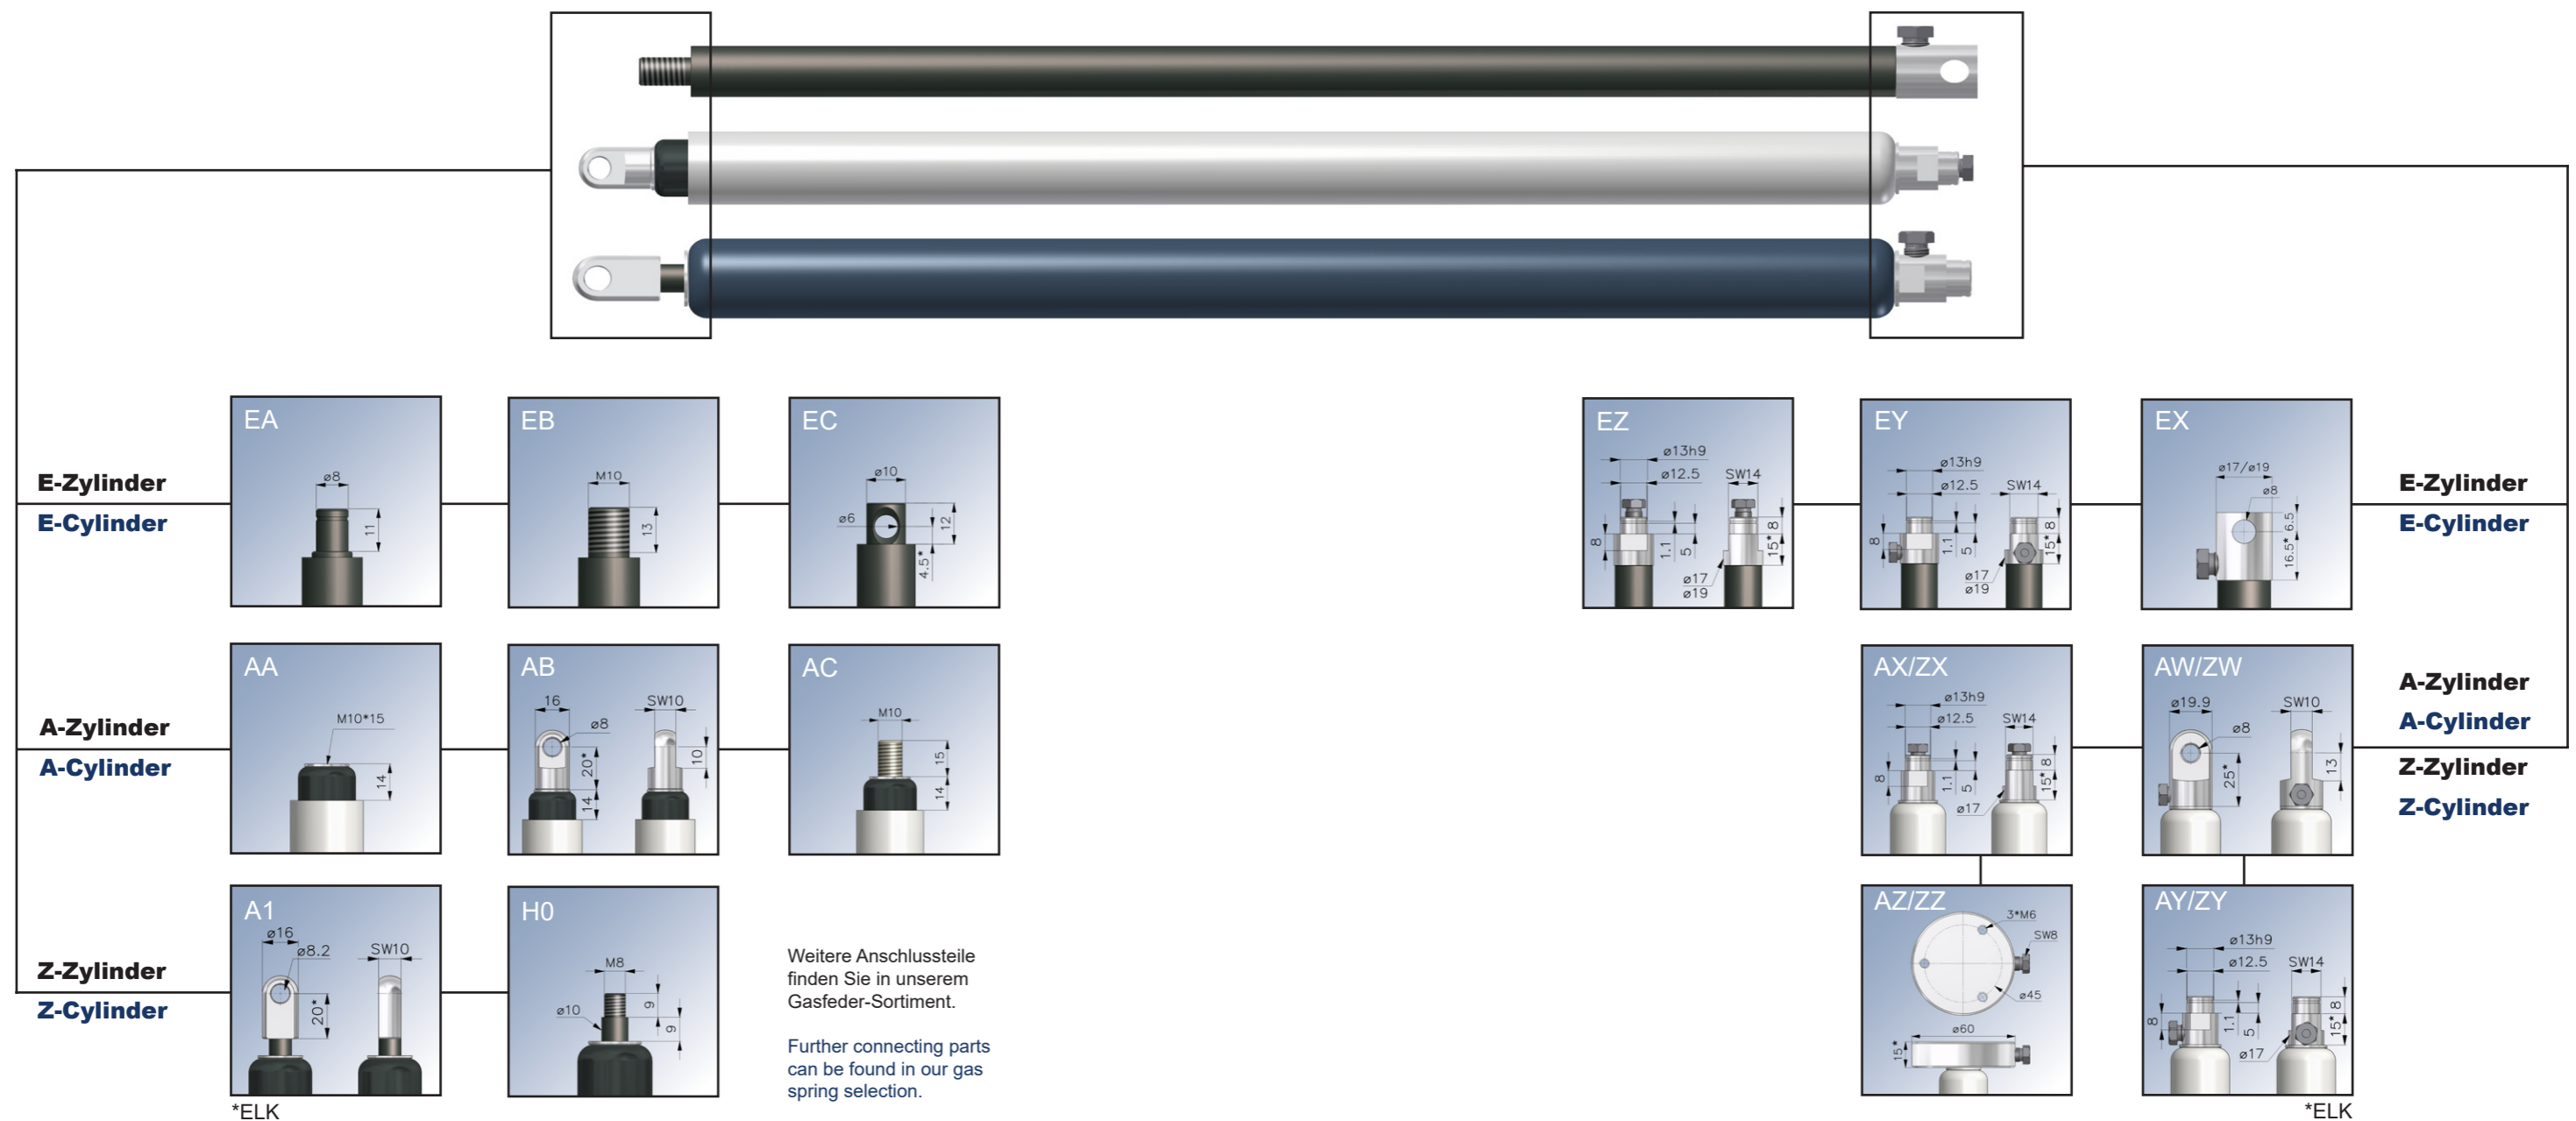 E-Zylinder
E-Cylinder
EA
ø8
11
EB
M10
13
EC
ø10
ø6
12
4.5*
EZ
ø13h9
ø12.5
SW14
8
1.1
5
15*
8
ø17
ø19
EY
ø13h9
ø12.5
SW14
8
1.1
5
15*
8
ø17
ø19
EX
ø17/ø19
ø8
6.5
16.5*
E-Zylinder
E-Cylinder
A-Zylinder
A-Cylinder
AA
M10*15
14
AB
16
SW10
ø8
20*
14
10
AC
M10
15
14
AX/ZX
ø13h9
ø12.5
SW14
8
1.1
5
15*
8
ø17
AW/ZW
ø19.9
SW10
ø8
25*
13
A-Zylinder
A-Cylinder
Z-Zylinder
Z-Cylinder
Z-Zylinder
Z-Cylinder
A1
ø16
ø8.2
SW10
20*
H0
M8
ø10
9
9
Weitere Anschlussteile
finden Sie in unserem
Gasfeder-Sortiment.
Further connecting parts
can be found in our gas
spring selection.
AZ/ZZ
3*M6
SW8
ø45
ø60
15*
AY/ZY
ø13h9
ø12.5
SW14
8
1.1
5
15*
8
ø17
*ELK
*ELK